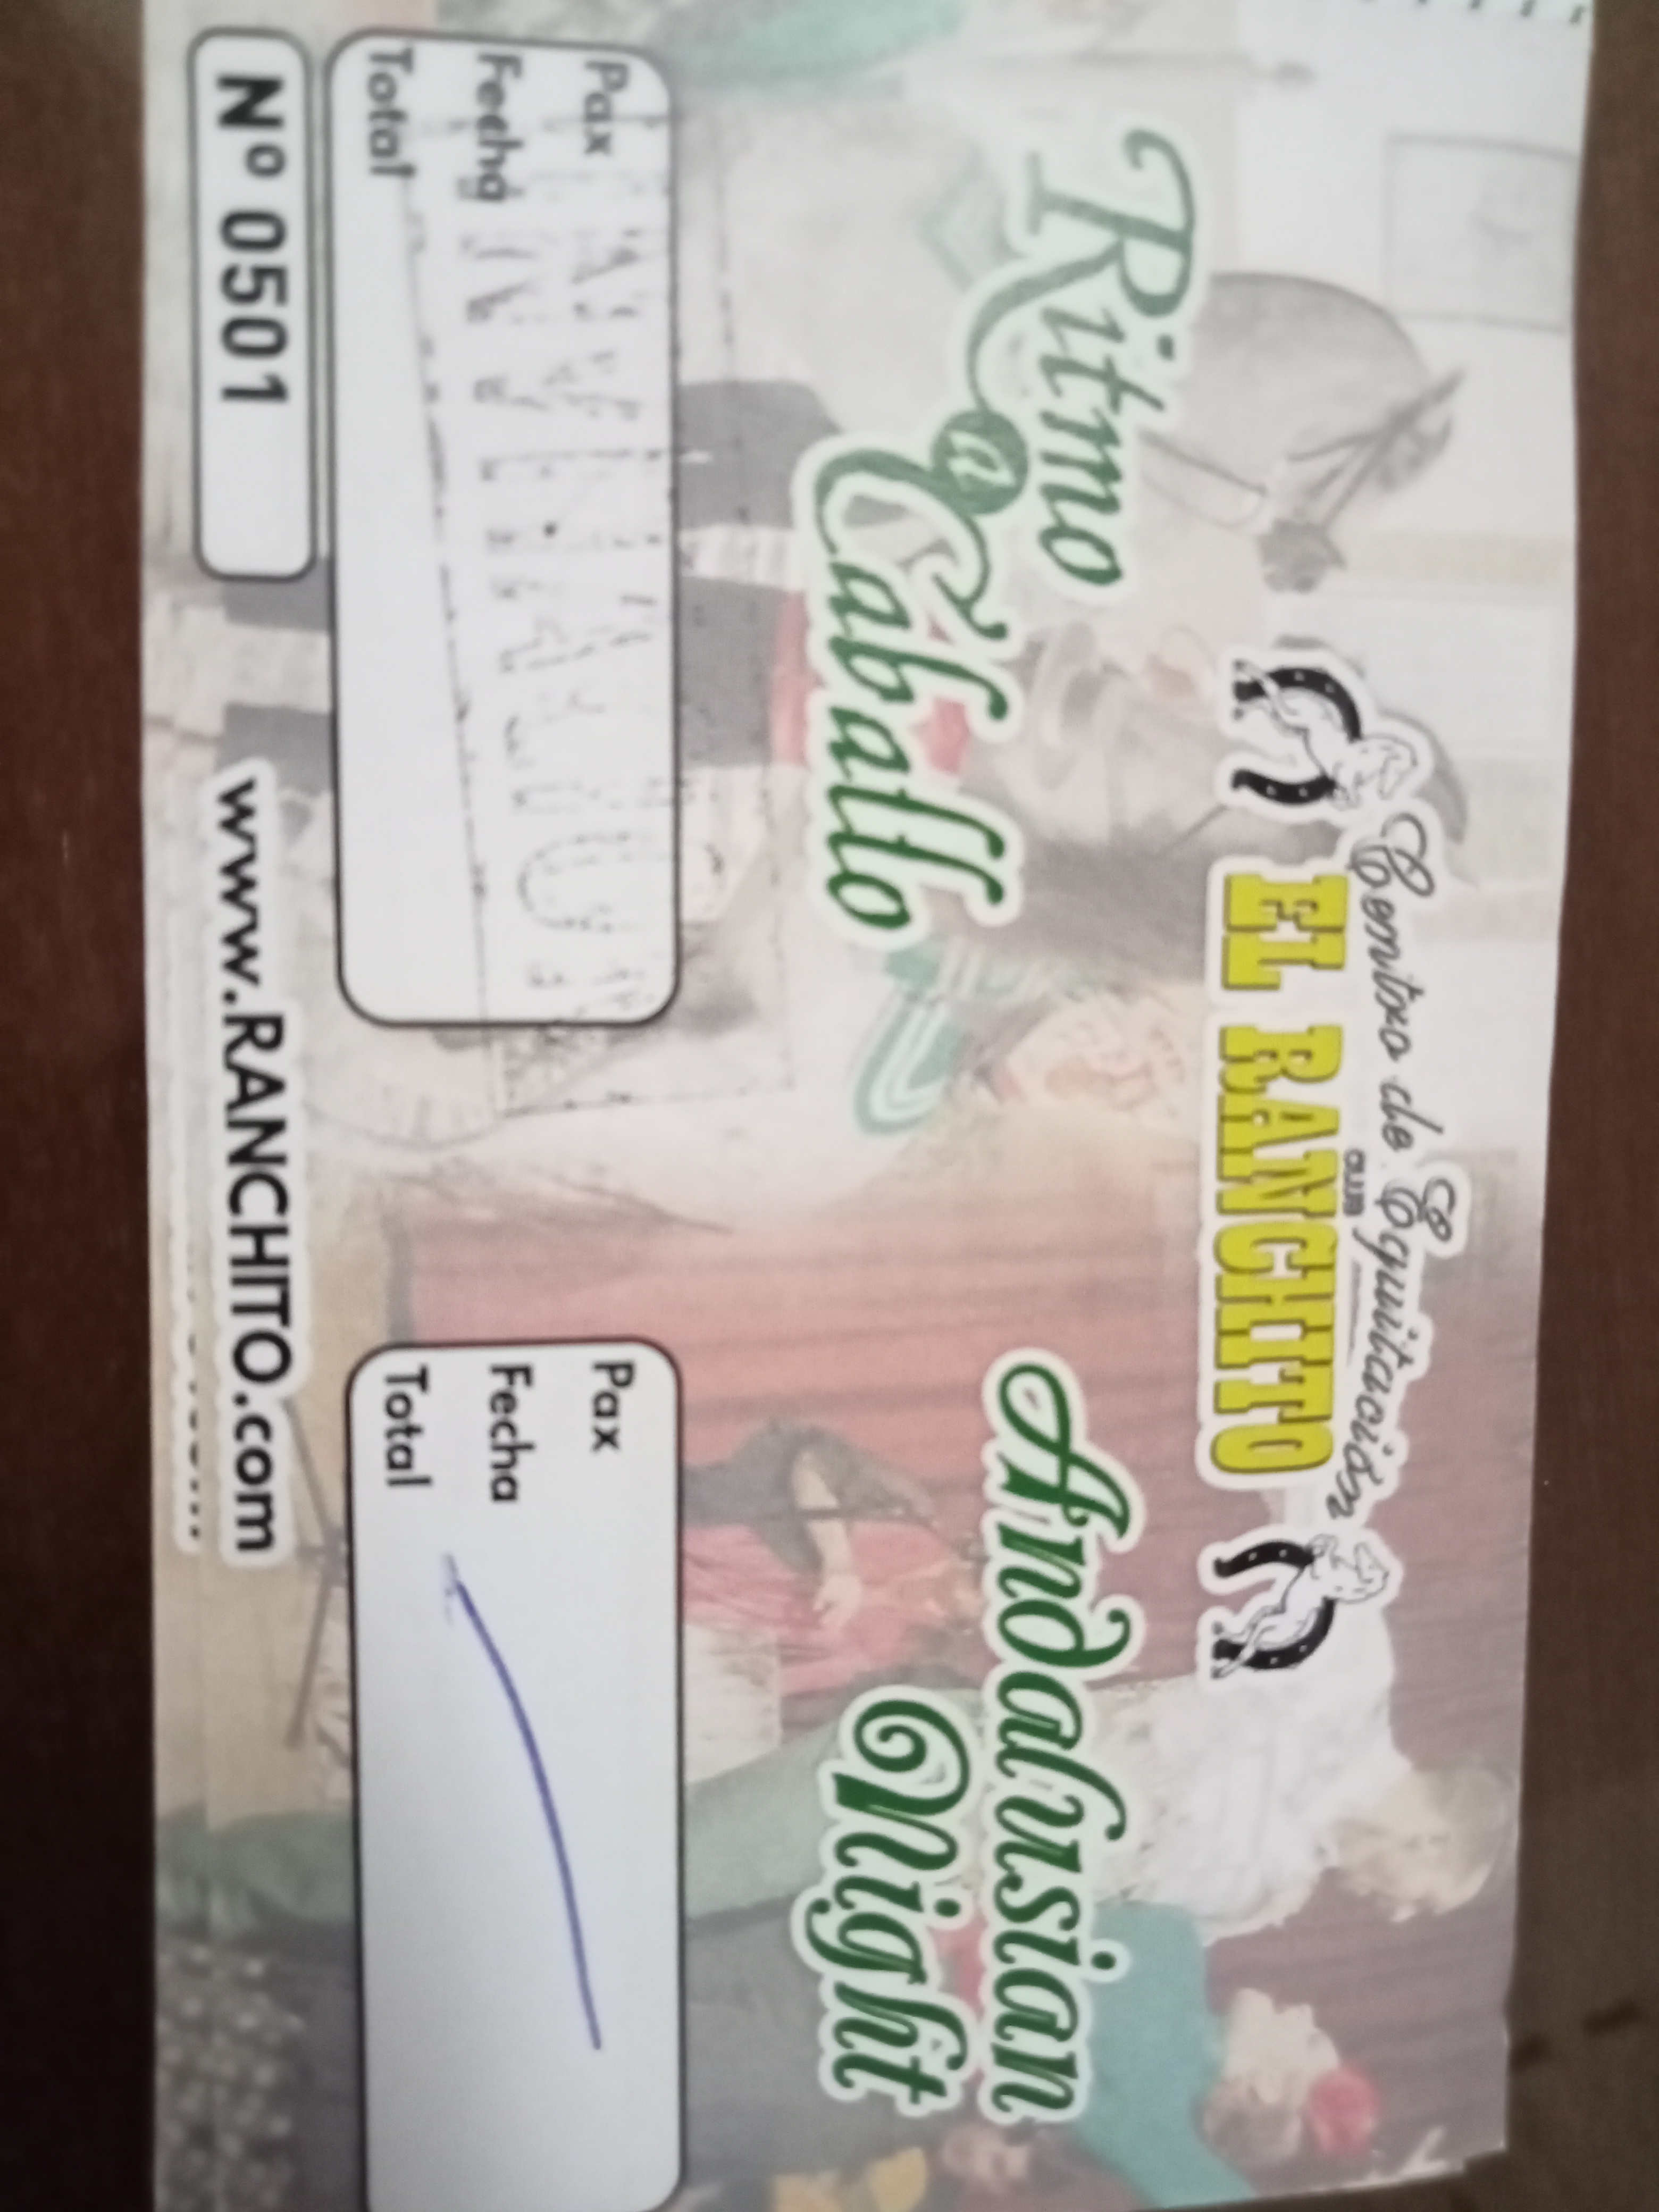 Centro de Equitación
CLUB
EL RANCHITO
Ritmo
a
Caballo
Andalusian
Night
Pax
Fecha
Total
Pax
Fecha
Total
Nº 0501
www.RANCHITO.com